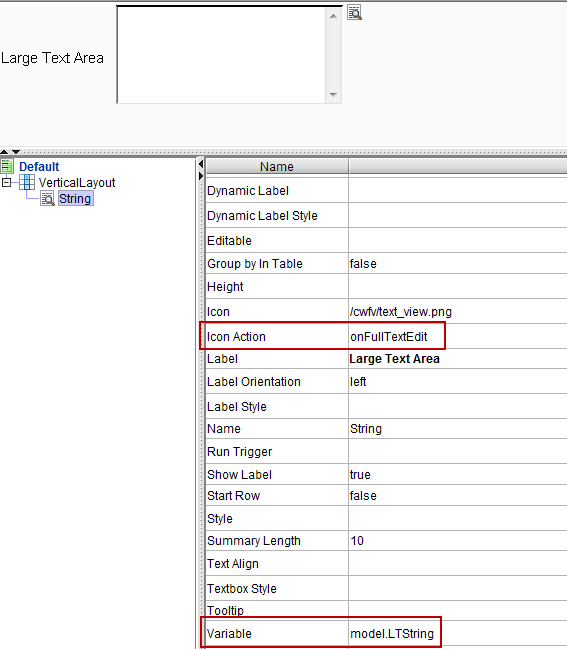 Large Text Area
Default
VerticalLayout
String
Name
Dynamic Label
Dynamic Label Style
Editable
Group by In Table false
Height
Icon /cwfv/text_view.png
Icon Action onFullTextEdit
Label Large Text Area
Label Orientation left
Label Style
Name String
Run Trigger
Show Label true
Start Row false
Style
Summary Length 10
Text Align
Textbox Style
Tooltip
Variable model.LTString